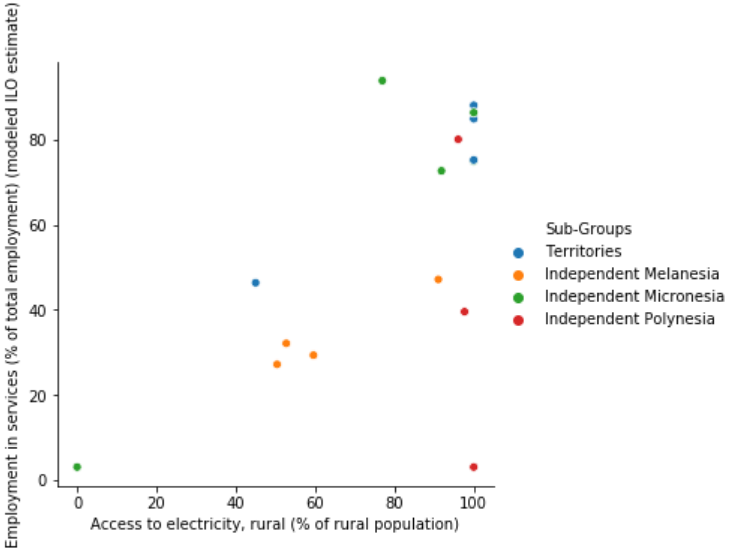 Employment in services (% of total employment) (modeled ILO estimate)
80
60
40
20
0
0 20 40 60 80 100
Access to electricity, rural (% of rural population)
Sub-Groups
Territories
Independent Melanesia
Independent Micronesia
Independent Polynesia